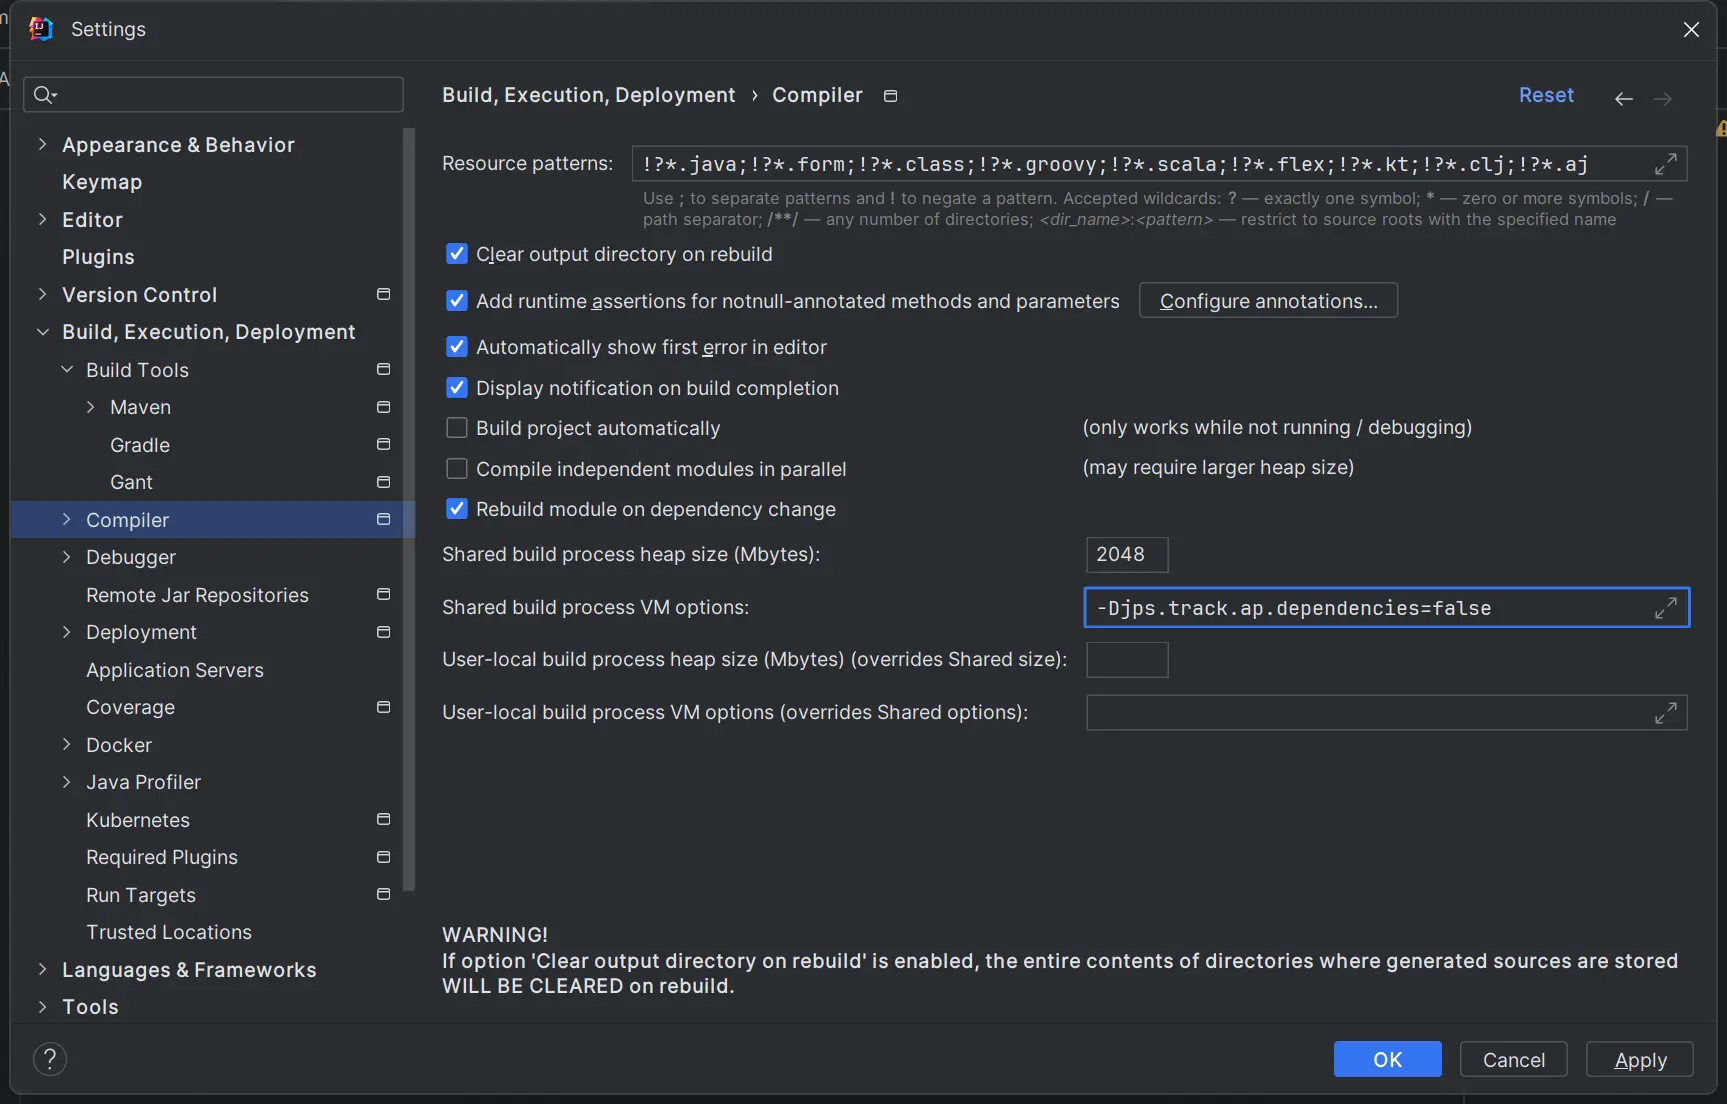 Settings
Build, Execution, Deployment › Compiler
Reset
Appearance & Behavior
Keymap
Editor
Plugins
Version Control
Build, Execution, Deployment
Build Tools
Maven
Gradle
Gant
Compiler
Debugger
Remote Jar Repositories
Deployment
Application Servers
Coverage
Docker
Java Profiler
Kubernetes
Required Plugins
Run Targets
Trusted Locations
Languages & Frameworks
Tools
Resource patterns: !?*.java;!?*.form;!?*.class;!?*.groovy;!?*.scala;!?*.flex;!?*.kt;!?*.clj;!?*.aj
Use ; to separate patterns and ! to negate a pattern. Accepted wildcards: ? — exactly one symbol; * — zero or more symbols; / —
path separator; /**/ — any number of directories; <dir_name>:<pattern> — restrict to source roots with the specified name
Clear output directory on rebuild
Add runtime assertions for notnull-annotated methods and parameters Configure annotations...
Automatically show first error in editor
Display notification on build completion
Build project automatically (only works while not running / debugging)
Compile independent modules in parallel (may require larger heap size)
Rebuild module on dependency change
Shared build process heap size (Mbytes): 2048
Shared build process VM options: -Djps.track.ap.dependencies=false
User-local build process heap size (Mbytes) (overrides Shared size):
User-local build process VM options (overrides Shared options):
WARNING!
If option 'Clear output directory on rebuild' is enabled, the entire contents of directories where generated sources are stored
WILL BE CLEARED on rebuild.
? OK Cancel Apply